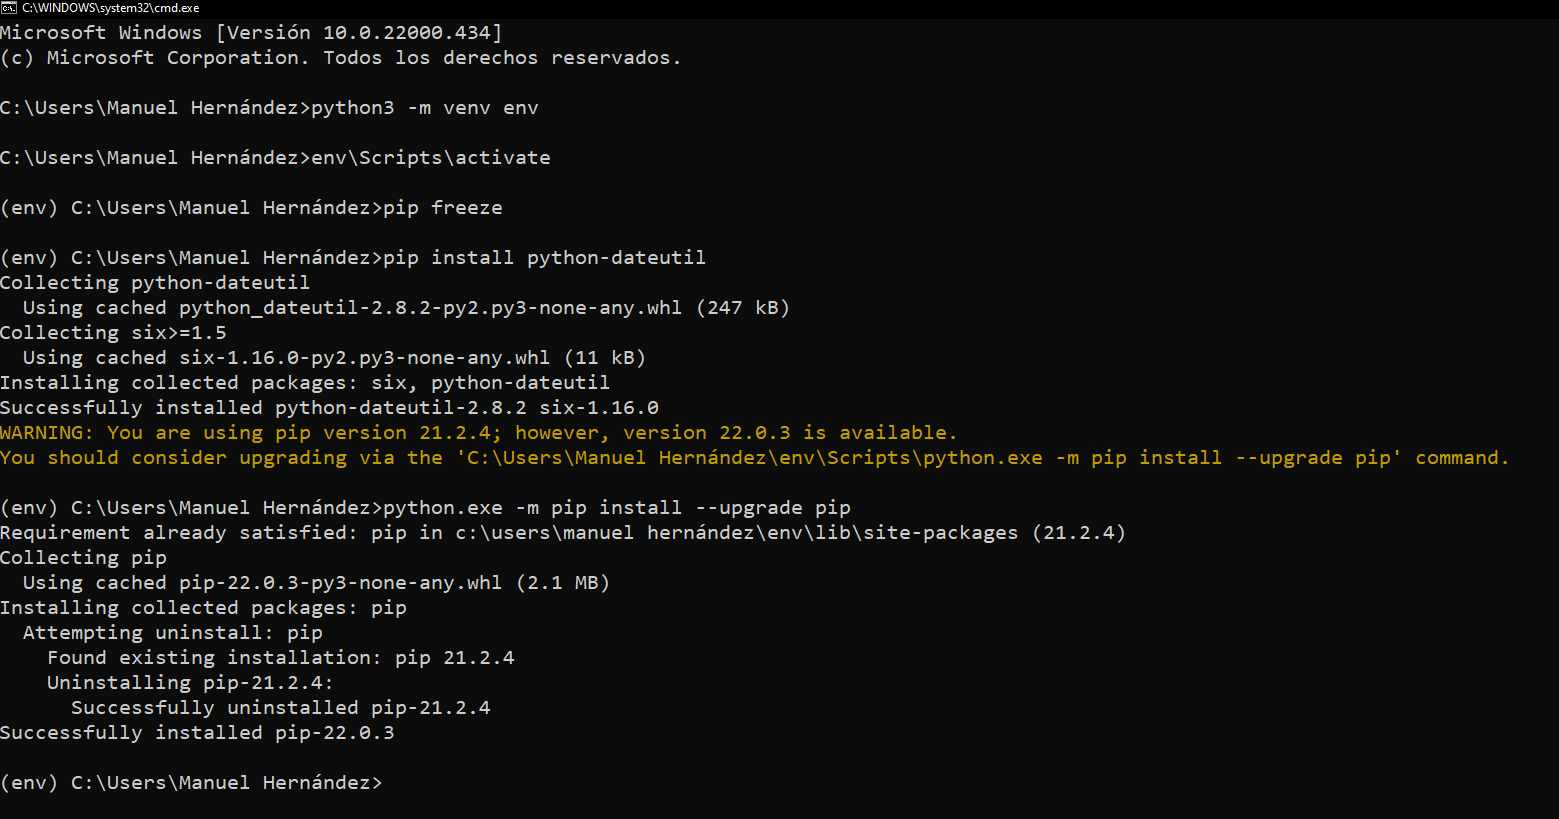 C:\WINDOWS\system32\cmd.exe
Microsoft Windows [Versión 10.0.22000.434]
(c) Microsoft Corporation. Todos los derechos reservados.
C:\Users\Manuel Hernández>python3 -m venv env
C:\Users\Manuel Hernández>env\Scripts\activate
(env) C:\Users\Manuel Hernández>pip freeze
(env) C:\Users\Manuel Hernández>pip install python-dateutil
Collecting python-dateutil
  Using cached python_dateutil-2.8.2-py2.py3-none-any.whl (247 kB)
Collecting six>=1.5
  Using cached six-1.16.0-py2.py3-none-any.whl (11 kB)
Installing collected packages: six, python-dateutil
Successfully installed python-dateutil-2.8.2 six-1.16.0
WARNING: You are using pip version 21.2.4; however, version 22.0.3 is available.
You should consider upgrading via the 'C:\Users\Manuel Hernández\env\Scripts\python.exe -m pip install --upgrade pip' command.
(env) C:\Users\Manuel Hernández>python.exe -m pip install --upgrade pip
Requirement already satisfied: pip in c:\users\manuel hernández\env\lib\site-packages (21.2.4)
Collecting pip
  Using cached pip-22.0.3-py3-none-any.whl (2.1 MB)
Installing collected packages: pip
  Attempting uninstall: pip
    Found existing installation: pip 21.2.4
    Uninstalling pip-21.2.4:
      Successfully uninstalled pip-21.2.4
Successfully installed pip-22.0.3
(env) C:\Users\Manuel Hernández>